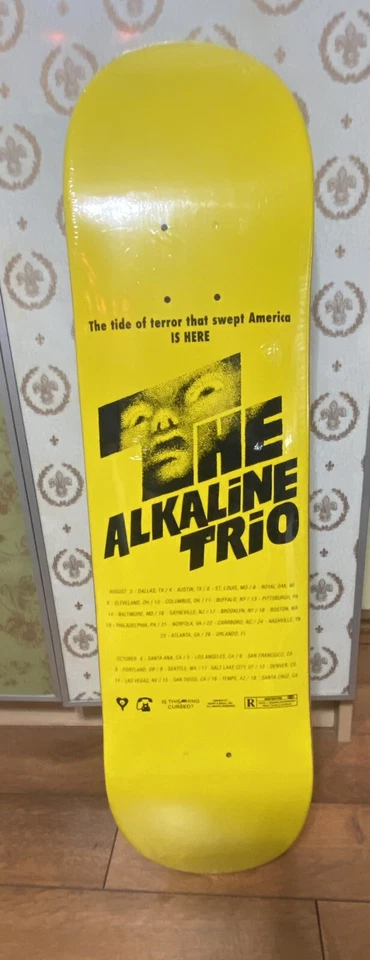 The tide of terror that swept America
IS HERE
THE
ALKALiNE
TRiO
AUGUST 3 - DALLAS, TX / 4 - AUSTIN, TX / 6 - ST. LOUIS, MO / 8 - ROYAL OAK, MI
9 - CLEVELAND, OH / 10 - COLUMBUS, OH / 11 - BUFFALO, NY / 13 - PITTSBURGH, PA
14 - BALTIMORE, MD / 16 - SAYREVILLE, NJ / 17 - BROOKLYN, NY / 18 - BOSTON, MA
19 - PHILADELPHIA, PA / 21 - NORFOLK, VA / 22 - CARRBORO, NC / 24 - NASHVILLE, TN
25 - ATLANTA, GA / 26 - ORLANDO, FL
OCTOBER 4 - SANTA ANA, CA / 5 - LOS ANGELES, CA / 6 - SAN FRANCISCO, CA
8 - PORTLAND, OR / 9 - SEATTLE, WA / 11 - SALT LAKE CITY, UT / 12 - DENVER, CO
14 - LAS VEGAS, NV / 15 - SAN DIEGO, CA / 16 - TEMPE, AZ / 18 - SANTA CRUZ, CA
IS THIS THING
CURSED?
R